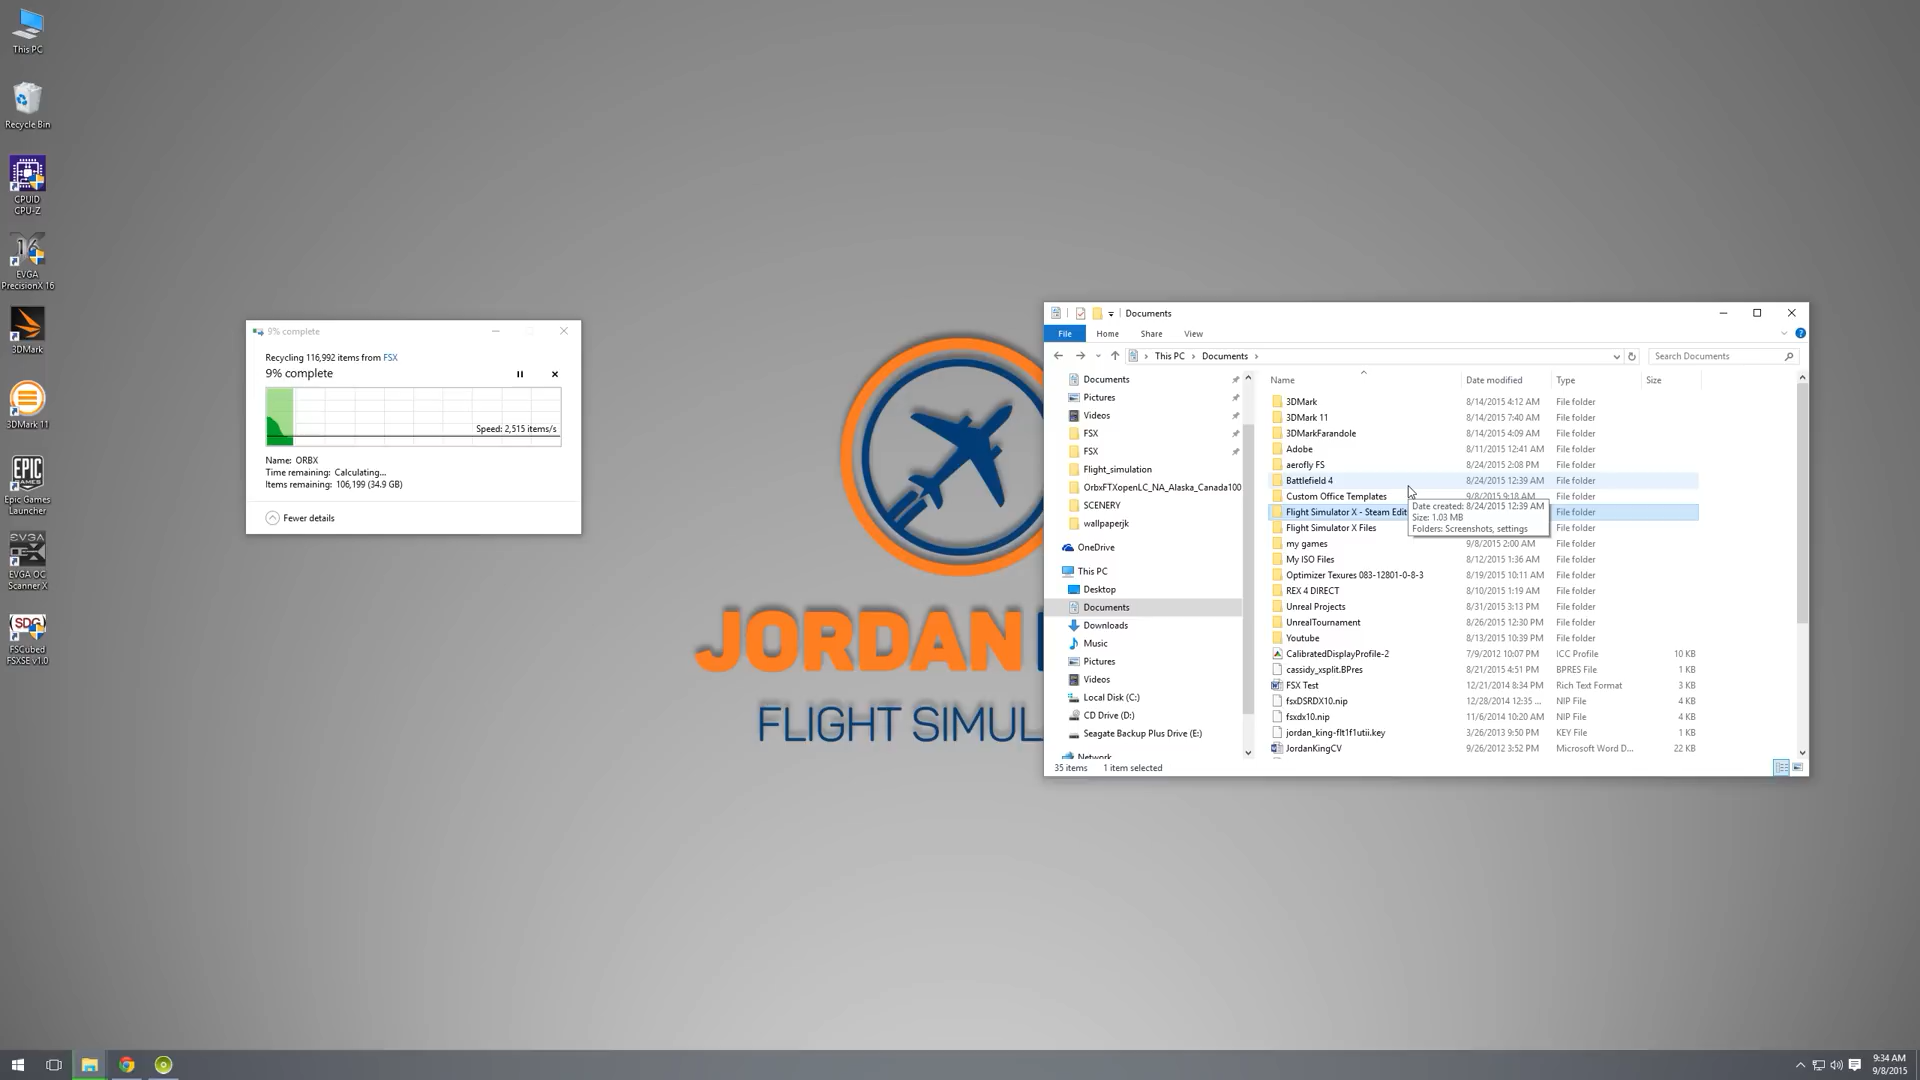 This PC
Recycle Bin
CPUID
CPU-Z
EVGA
PrecisionX 16
3DMark
3DMark 11
Epic Games
Launcher
EVGA OC
Scanner X
FSCubed
FSXSE v1.0
9% complete
Recycling 116,992 items from FSX
9% complete
Speed: 2,515 items/s
Name: ORBX
Time remaining: Calculating...
Items remaining: 106,199 (34.9 GB)
Fewer details
JORDAN
FLIGHT SIMUL
Documents
File Home Share View
This PC Documents
Search Documents
Documents
Pictures
Videos
FSX
FSX
Flight_simulation
OrbxFTXopenLC_NA_Alaska_Canada100
SCENERY
wallpaperjk
OneDrive
This PC
Desktop
Documents
Downloads
Music
Pictures
Videos
Local Disk (C:)
CD Drive (D:)
Seagate Backup Plus Drive (E:)
Network
Name Date modified Type Size
3DMark 8/14/2015 4:12 AM File folder
3DMark 11 8/14/2015 7:40 AM File folder
3DMarkFarandole 8/14/2015 4:09 AM File folder
Adobe 8/11/2015 12:41 AM File folder
aerofly FS 8/24/2015 2:08 PM File folder
Battlefield 4 8/24/2015 12:39 AM File folder
Custom Office Templates 9/8/2015 9:18 AM File folder
Flight Simulator X - Steam Edit File folder
Flight Simulator X Files File folder
my games 9/8/2015 2:00 AM File folder
My ISO Files 8/12/2015 1:36 AM File folder
Optimizer Texures 083-12801-0-8-3 8/19/2015 10:11 AM File folder
REX 4 DIRECT 8/10/2015 1:19 AM File folder
Unreal Projects 8/31/2015 3:13 PM File folder
UnrealTournament 8/26/2015 12:30 PM File folder
Youtube 8/13/2015 10:39 PM File folder
CalibratedDisplayProfile-2 7/9/2012 10:07 PM ICC Profile 10 KB
cassidy_xsplit.BPres 8/21/2015 4:51 PM BPRES File 1 KB
FSX Test 12/21/2014 8:34 PM Rich Text Format 3 KB
fsxDSRDX10.nip 12/28/2014 12:35 ... NIP File 4 KB
fsxdx10.nip 11/6/2014 10:20 AM NIP File 4 KB
jordan_king-flt1f1utii.key 3/26/2013 9:50 PM KEY File 1 KB
JordanKingCV 9/26/2012 3:52 PM Microsoft Word D... 22 KB
Date created: 8/24/2015 12:39 AM
Size: 1.03 MB
Folders: Screenshots, settings
35 items 1 item selected
9:34 AM
9/8/2015